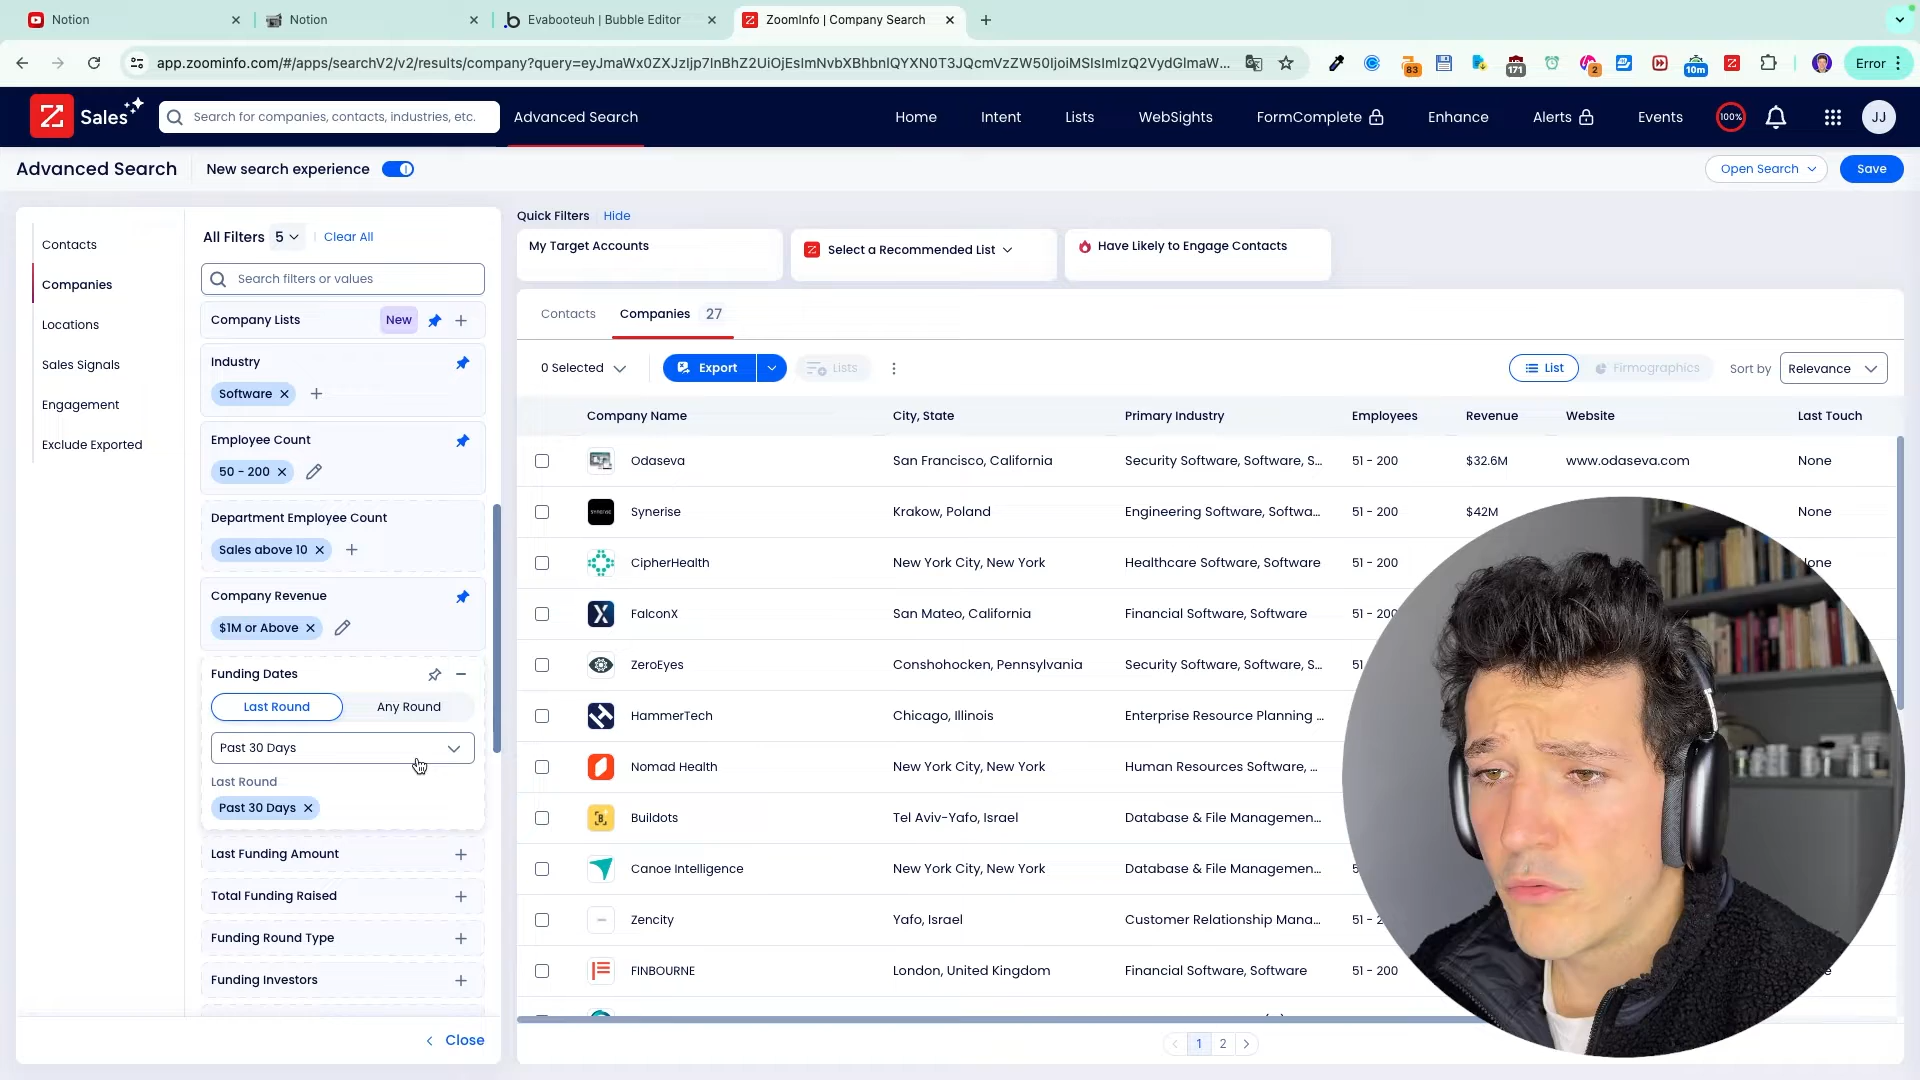 Notion
Notion
Evabooteuh | Bubble Editor
ZoomInfo | Company Search
app.zoominfo.com/#/apps/searchV2/v2/results/company?query=eyJmaWx0ZXJzIjp7InBhZ2UiOjEsImNvbXBhbnlQYXN0T3JQcmVzZW50IjoiMSIsImIzQ2VydGlmaW...
83
171
2
10m
Error
Sales
Search for companies, contacts, industries, etc.
Advanced Search
Home
Intent
Lists
WebSights
FormComplete
Enhance
Alerts
Events
100%
JJ
Advanced Search
New search experience
Open Search
Save
Contacts
Companies
Locations
Sales Signals
Engagement
Exclude Exported
All Filters 5
Clear All
Search filters or values
Company Lists New
Industry
Software
Employee Count
50 - 200
Department Employee Count
Sales above 10
Company Revenue
$1M or Above
Funding Dates
Last Round Any Round
Past 30 Days
Last Round
Past 30 Days
Last Funding Amount
Total Funding Raised
Funding Round Type
Funding Investors
Close
Quick Filters Hide
My Target Accounts
Select a Recommended List
Have Likely to Engage Contacts
Contacts Companies 27
0 Selected Export Lists
List Firmographics Sort by Relevance
Company Name City, State Primary Industry Employees Revenue Website Last Touch
Odaseva San Francisco, California Security Software, Software, S... 51 - 200 $32.6M www.odaseva.com None
Synerise Krakow, Poland Engineering Software, Softwa... 51 - 200 $42M None
CipherHealth New York City, New York Healthcare Software, Software 51 - 200
FalconX San Mateo, California Financial Software, Software 51 - 200
ZeroEyes Conshohocken, Pennsylvania Security Software, Software, S... 51
HammerTech Chicago, Illinois Enterprise Resource Planning ...
Nomad Health New York City, New York Human Resources Software, ...
Buildots Tel Aviv-Yafo, Israel Database & File Managemen...
Canoe Intelligence New York City, New York Database & File Managemen...
Zencity Yafo, Israel Customer Relationship Mana...
FINBOURNE London, United Kingdom Financial Software, Software 51 - 200
1 2